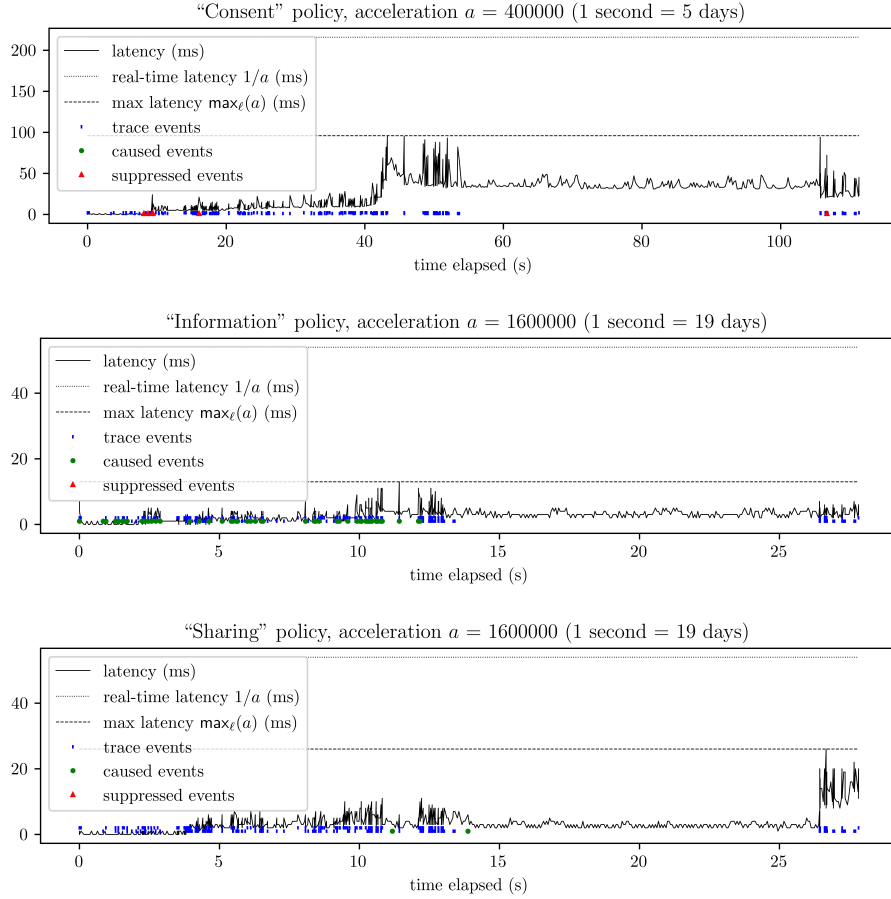 “Consent” policy, acceleration a = 400000 (1 second = 5 days)
200
150
100
50
0
latency (ms)
real-time latency 1/a (ms)
max latency maxℓ(a) (ms)
trace events
caused events
suppressed events
0 20 40 60 80 100
time elapsed (s)
“Information” policy, acceleration a = 1600000 (1 second = 19 days)
40
20
0
latency (ms)
real-time latency 1/a (ms)
max latency maxℓ(a) (ms)
trace events
caused events
suppressed events
0 5 10 15 20 25
time elapsed (s)
“Sharing” policy, acceleration a = 1600000 (1 second = 19 days)
40
20
0
latency (ms)
real-time latency 1/a (ms)
max latency maxℓ(a) (ms)
trace events
caused events
suppressed events
0 5 10 15 20 25
time elapsed (s)